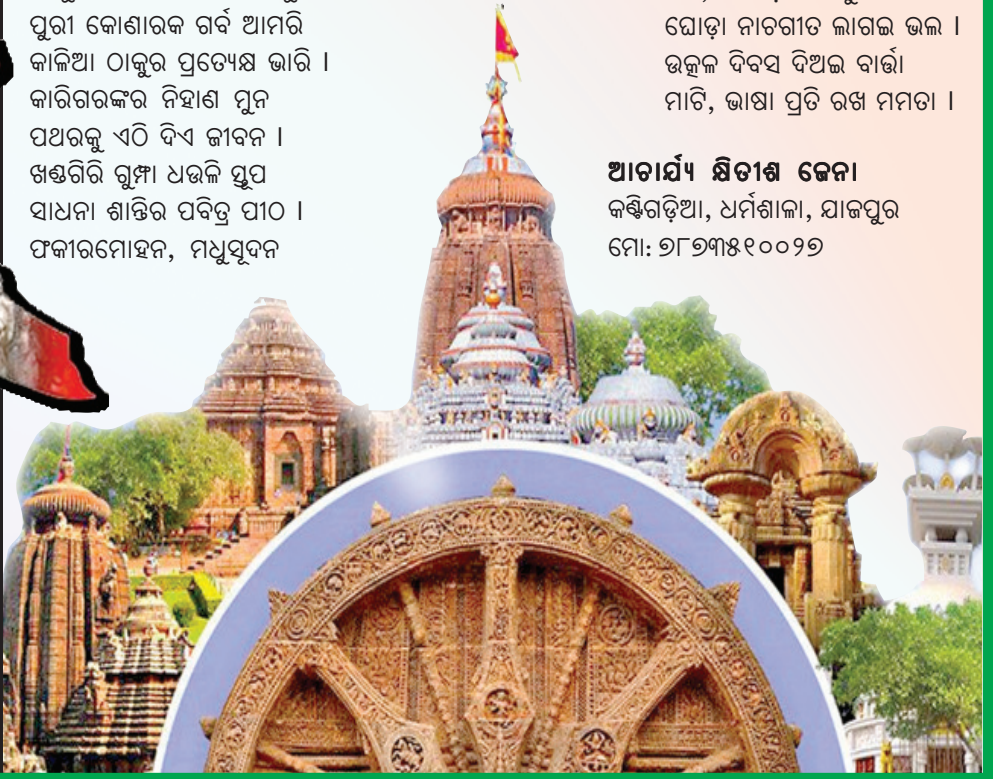 ପୁରୀ କୋଣାରକ ଗର୍ବ ଆମରି
କାଳିଆ ଠାକୁର ପ୍ରତ୍ୟେକ୍ଷ ଭାରି ।
କାରିଗରଙ୍କର ନିହାଣ ମୁନ
ପଥରକୁ ଏଠି ଦିଏ ଜୀବନ ।
ଖଣ୍ଡଗିରି ଗୁମ୍ଫା ଧଉଳି ସ୍ତୂପ
ସାଧନା ଶାନ୍ତିର ପବିତ୍ର ପୀଠ ।
ଫକୀରମୋହନ, ମଧୁସୂଦନ
ଘୋଡ଼ା ନାଚଗୀତ ଲାଗଇ ଭଲ ।
ଉତ୍କଳ ଦିବସ ଦିଅଇ ବାର୍ତ୍ତା
ମାଟି, ଭାଷା ପ୍ରତି ରଖ ମମତା ।
ଆଚାର୍ଯ୍ୟ କ୍ଷିତୀଶ ଜେନା
କଣ୍ଟିଗଡ଼ିଆ, ଧର୍ମଶାଳା, ଯାଜପୁର
ମୋ: ୭୮୭୩୫୧୦୦୨୭